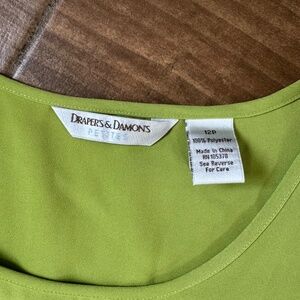 DRAPER'S & DAMON'S
PETITES
12P
100% Polyester
Made in China
RN 105378
See Reverse
For Care